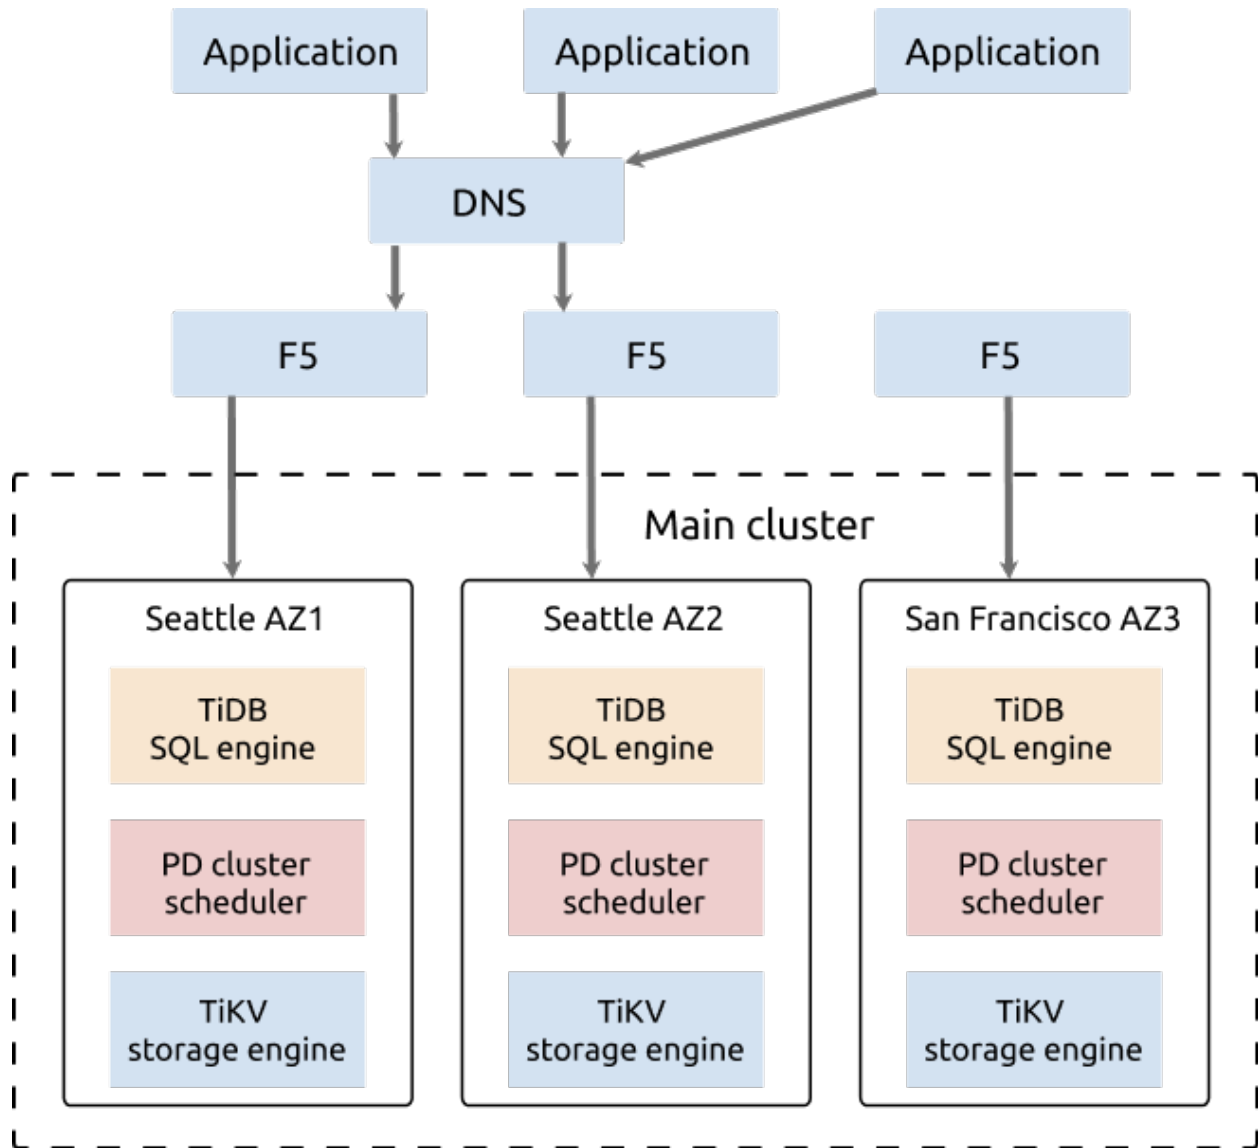 Application
Application
Application
DNS
F5
F5
F5
Main cluster
Seattle AZ1
TiDB
SQL engine
PD cluster
scheduler
TiKV
storage engine
Seattle AZ2
TiDB
SQL engine
PD cluster
scheduler
TiKV
storage engine
San Francisco AZ3
TiDB
SQL engine
PD cluster
scheduler
TiKV
storage engine